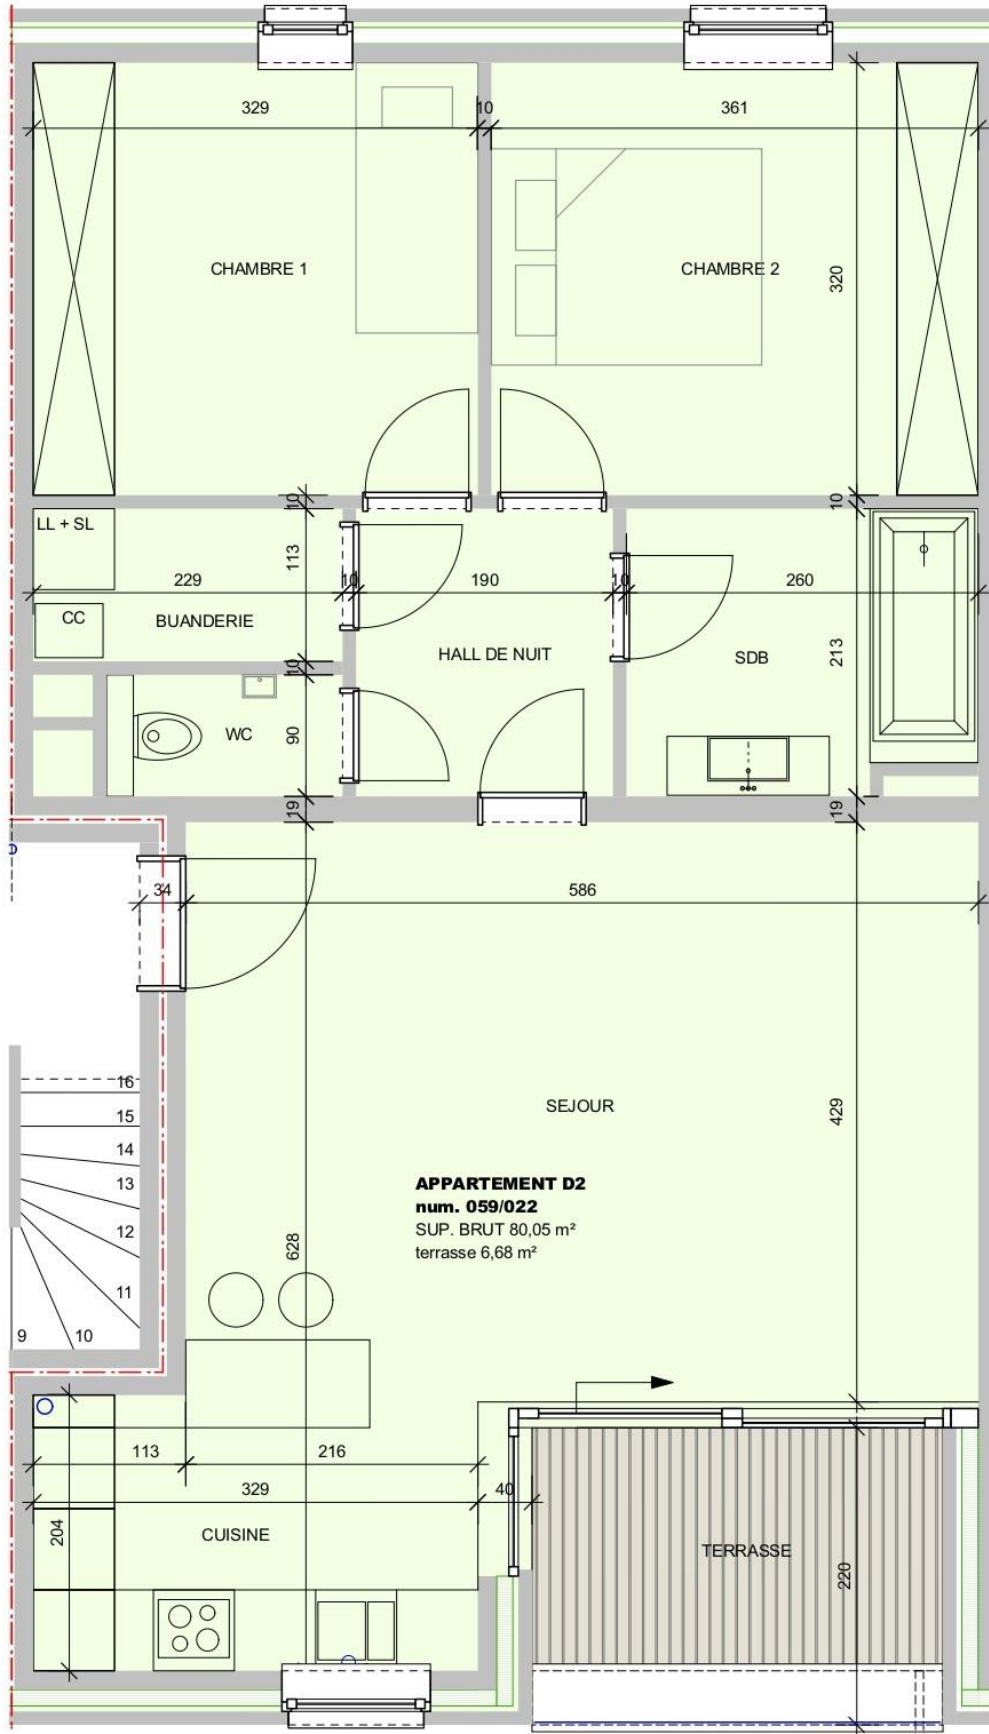 329
10
361
CHAMBRE 1
CHAMBRE 2
320
10
10
LL + SL
113
229
10
190
10
260
CC
BUANDERIE
HALL DE NUIT
SDB
213
10
WC
90
19
19
34
586
16
15
14
13
12
11
10
9
SEJOUR
429
APPARTEMENT D2
num. 059/022
SUP. BRUT 80,05 m²
terrasse 6,68 m²
628
113
216
329
40
204
CUISINE
TERRASSE
220